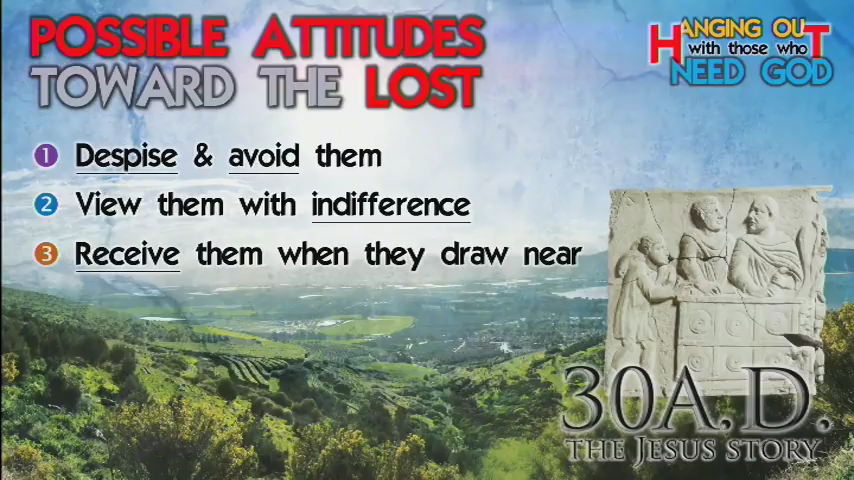 POSSIBLE ATTITUDES
TOWARD THE LOST
HANGING OUT
with those who
NEED GOD
1 Despise & avoid them
2 View them with indifference
3 Receive them when they draw near
30A.D.
THE JESUS STORY